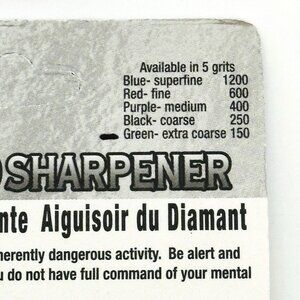 Available in 5 grits
Blue- superfine 1200
Red- fine 600
Purple- medium 400
Black- coarse 250
Green- extra coarse 150
SHARPENER
Aiguisoir du Diamant
herently dangerous activity. Be alert and
u do not have full command of your mental